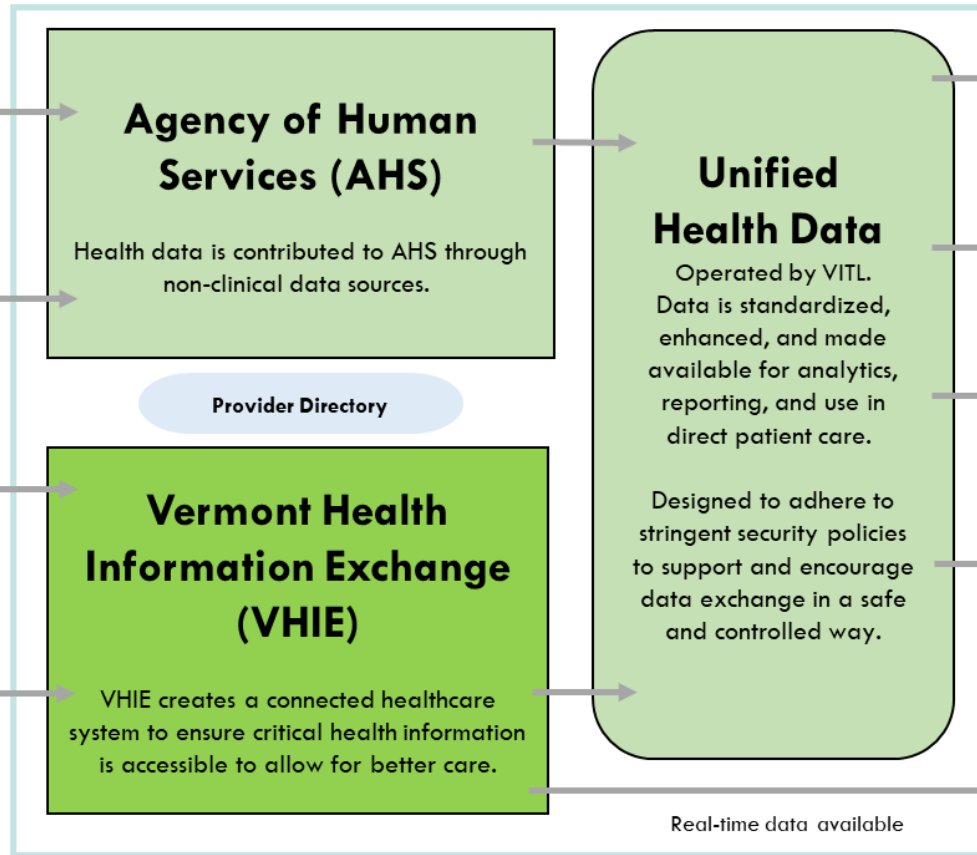 Agency of Human
Services (AHS)
Health data is contributed to AHS through
non-clinical data sources.
Provider Directory
Vermont Health
Information Exchange
(VHIE)
VHIE creates a connected healthcare
system to ensure critical health information
is accessible to allow for better care.
Unified
Health Data
Operated by VITL.
Data is standardized,
enhanced, and made
available for analytics,
reporting, and use in
direct patient care.
Designed to adhere to
stringent security policies
to support and encourage
data exchange in a safe
and controlled way.
Real-time data available